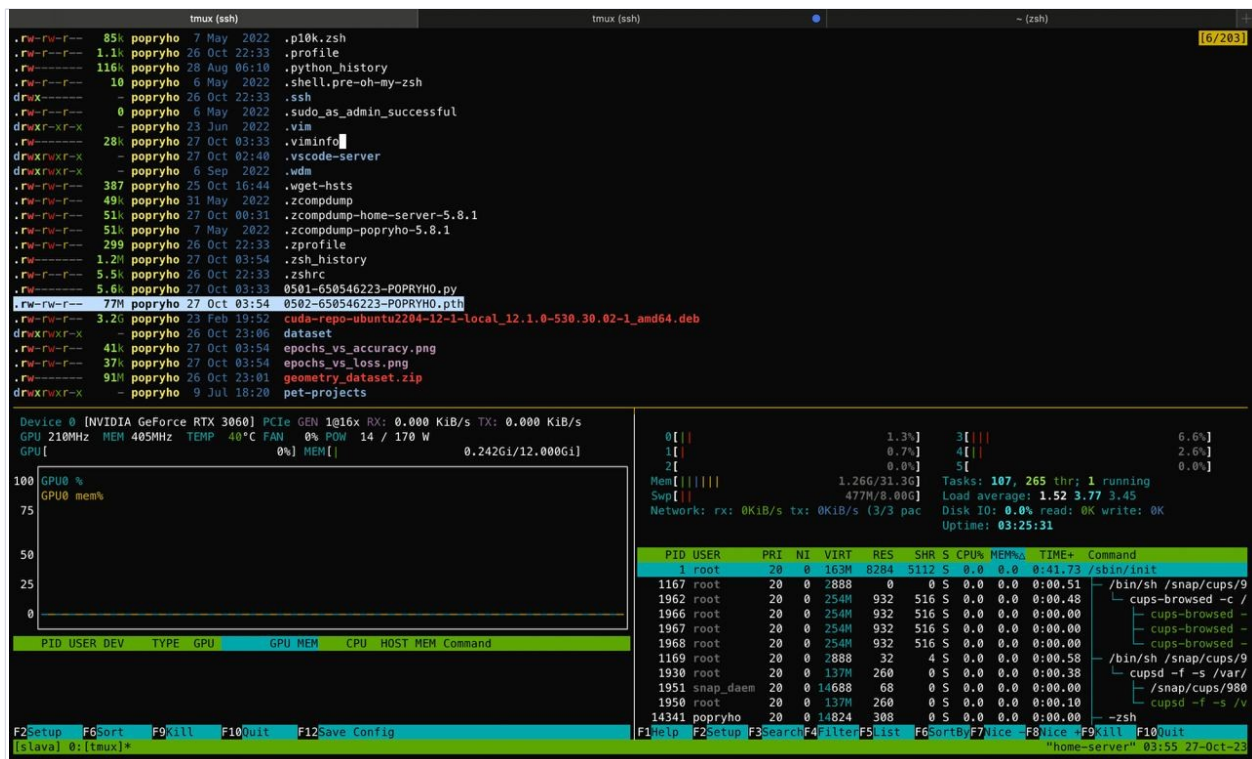 tmux (ssh)
tmux (ssh)
~ (zsh)
[6/203]
.rw-rw-r-- 85k popryho 7 May 2022 .p10k.zsh
.rw-r--r-- 1.1k popryho 26 Oct 22:33 .profile
.rw------- 116k popryho 28 Aug 06:10 .python_history
.rw-r--r-- 10 popryho 6 May 2022 .shell.pre-oh-my-zsh
drwx------ - popryho 26 Oct 22:33 .ssh
.rw-r--r-- 0 popryho 6 May 2022 .sudo_as_admin_successful
drwxr-xr-x - popryho 23 Jun 2022 .vim
.rw------- 28k popryho 27 Oct 03:33 .viminfo
drwxrwxr-x - popryho 27 Oct 02:40 .vscode-server
drwxrwxr-x - popryho 6 Sep 2022 .wdm
.rw-rw-r-- 387 popryho 25 Oct 16:44 .wget-hsts
.rw-rw-r-- 49k popryho 31 May 2022 .zcompdump
.rw-rw-r-- 51k popryho 27 Oct 00:31 .zcompdump-home-server-5.8.1
.rw-rw-r-- 51k popryho 7 May 2022 .zcompdump-popryho-5.8.1
.rw-rw-r-- 299 popryho 26 Oct 22:33 .zprofile
.rw------- 1.2M popryho 27 Oct 03:54 .zsh_history
.rw-r--r-- 5.5k popryho 26 Oct 22:33 .zshrc
.rw-rw-r-- 5.6k popryho 27 Oct 03:33 0501-650546223-POPRYHO.py
.rw-rw-r-- 77M popryho 27 Oct 03:54 0502-650546223-POPRYHO.pth
.rw-rw-r-- 3.2G popryho 23 Feb 19:52 cuda-repo-ubuntu2204-12-1-local_12.1.0-530.30.02-1_amd64.deb
drwxrwxr-x - popryho 26 Oct 23:06 dataset
.rw-rw-r-- 41k popryho 27 Oct 03:54 epochs_vs_accuracy.png
.rw-rw-r-- 37k popryho 27 Oct 03:54 epochs_vs_loss.png
.rw------- 91M popryho 26 Oct 23:01 geometry_dataset.zip
drwxrwxr-x - popryho 9 Jul 18:20 pet-projects
Device 0 [NVIDIA GeForce RTX 3060] PCIe GEN 1@16x RX: 0.000 KiB/s TX: 0.000 KiB/s
GPU 210MHz MEM 405MHz TEMP 40°C FAN 0% POW 14 / 170 W
GPU[ 0%] MEM[| 0.242Gi/12.000Gi]
100 GPU0 %
GPU0 mem%
75
50
25
0
PID USER DEV TYPE GPU GPU MEM CPU HOST MEM Command
F2Setup F6Sort F9Kill F10Quit F12Save Config
0[|| 1.3%] 3[||| 6.6%]
1[| 0.7%] 4[|| 2.6%]
2[ 0.0%] 5[ 0.0%]
Mem[|||||| 1.26G/31.3G] Tasks: 107, 265 thr; 1 running
Swp[|| 477M/8.00G] Load average: 1.52 3.77 3.45
Network: rx: 0KiB/s tx: 0KiB/s (3/3 pac Disk IO: 0.0% read: 0K write: 0K
Uptime: 03:25:31
PID USER PRI NI VIRT RES SHR S CPU% MEM%△ TIME+ Command
1 root 20 0 163M 8284 5112 S 0.0 0.0 0:41.73 /sbin/init
1167 root 20 0 2888 0 0 S 0.0 0.0 0:00.51 ├─ /bin/sh /snap/cups/9
1962 root 20 0 254M 932 516 S 0.0 0.0 0:00.48 │ └─ cups-browsed -c /
1966 root 20 0 254M 932 516 S 0.0 0.0 0:00.00 │ ├─ cups-browsed -
1967 root 20 0 254M 932 516 S 0.0 0.0 0:00.00 │ ├─ cups-browsed -
1968 root 20 0 254M 932 516 S 0.0 0.0 0:00.00 │ └─ cups-browsed -
1169 root 20 0 2888 32 4 S 0.0 0.0 0:00.58 ├─ /bin/sh /snap/cups/9
1930 root 20 0 137M 260 0 S 0.0 0.0 0:00.38 │ └─ cupsd -f -s /var/
1951 snap_daem 20 0 14688 68 0 S 0.0 0.0 0:00.00 │ ├─ /snap/cups/980
1950 root 20 0 137M 260 0 S 0.0 0.0 0:00.10 │ └─ cupsd -f -s /v
14341 popryho 20 0 14824 308 0 S 0.0 0.0 0:00.00 ├─ -zsh
F1Help F2Setup F3SearchF4FilterF5List F6SortByF7Nice -F8Nice +F9Kill F10Quit
[slava] 0:[tmux]* "home-server" 03:55 27-Oct-23